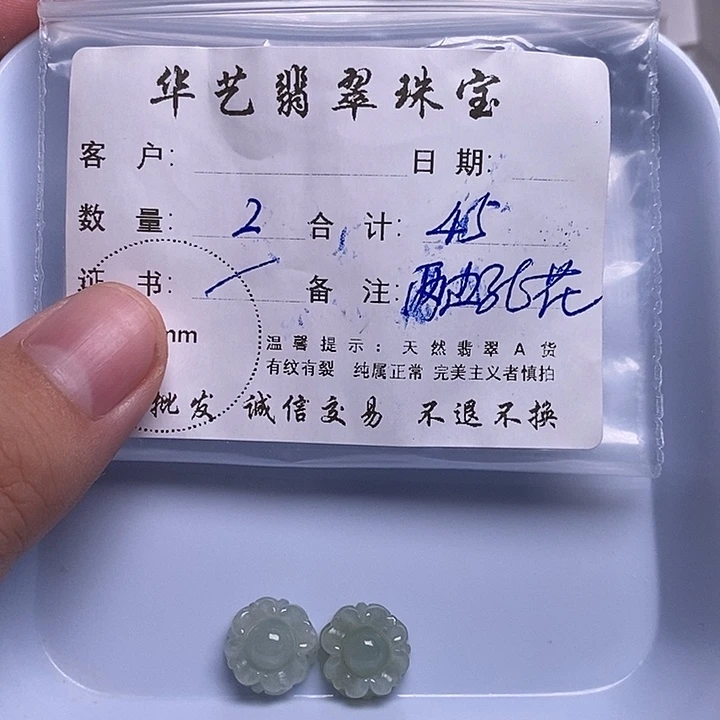 华艺翡翠珠宝
客户: 日期:
数量: 2 合计: 45
证书: 备注: 花
mm
温馨提示: 天然翡翠A货
有纹有裂 纯属正常 完美主义者慎拍
批发 诚信交易 不退不换